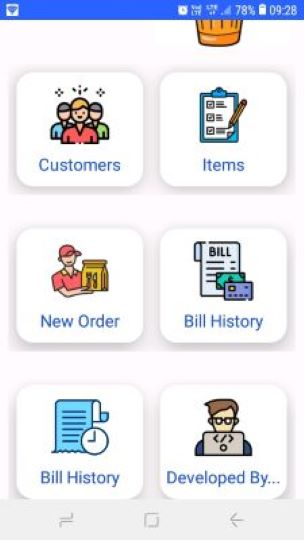 78% 09:28
Customers
Items
New Order
BILL
Bill History
Bill History
Developed By...